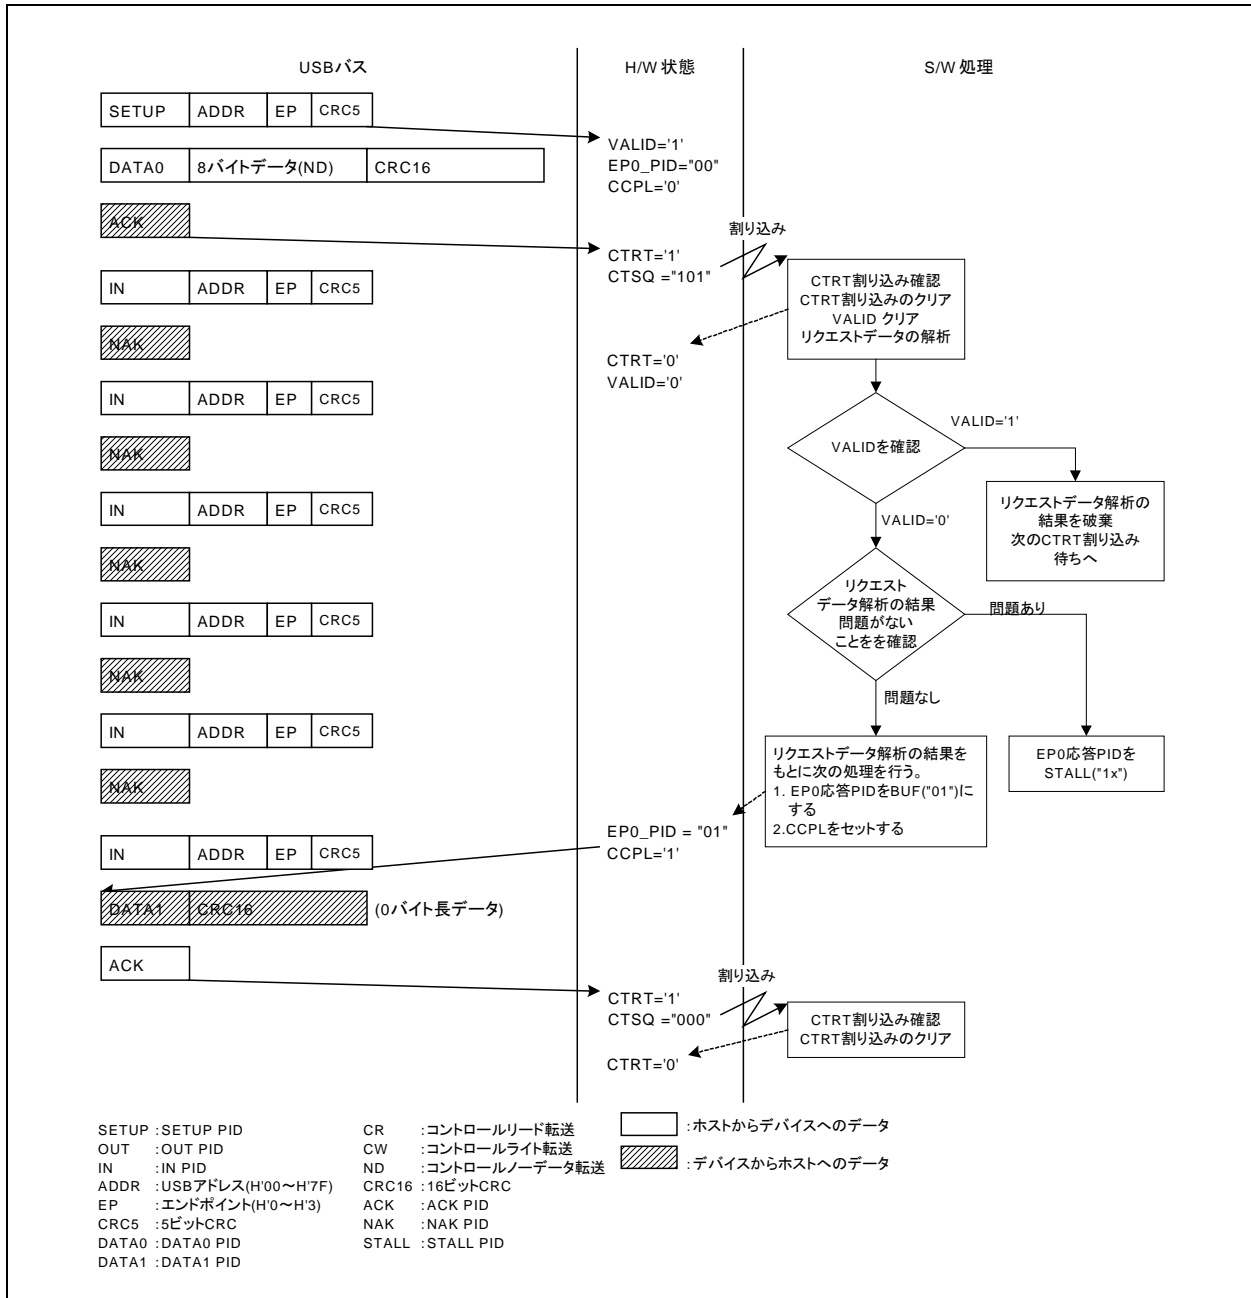 USBバス
H/W 状態
S/W 処理
SETUP ADDR EP CRC5
VALID='1'
EP0_PID="00"
CCPL='0'
DATA0 8バイトデータ(ND) CRC16
ACK
割り込み
CTRT='1'
CTSQ ="101"
CTRT割り込み確認
CTRT割り込みのクリア
VALID クリア
リクエストデータの解析
IN ADDR EP CRC5
NAK
CTRT='0'
VALID='0'
IN ADDR EP CRC5
NAK
VALIDを確認
VALID='1'
リクエストデータ解析の
結果を破棄
次のCTRT割り込み
待ちへ
VALID='0'
IN ADDR EP CRC5
NAK
リクエスト
データ解析の結果
問題がない
ことをを確認
問題あり
IN ADDR EP CRC5
NAK
問題なし
IN ADDR EP CRC5
NAK
リクエストデータ解析の結果を
もとに次の処理を行う。
1. EP0応答PIDをBUF("01")に
する
2.CCPLをセットする
EP0応答PIDを
STALL("1x")
EP0_PID = "01"
CCPL='1'
IN ADDR EP CRC5
DATA1 CRC16 (0バイト長データ)
ACK
割り込み
CTRT='1'
CTSQ ="000"
CTRT割り込み確認
CTRT割り込みのクリア
CTRT='0'
SETUP :SETUP PID
OUT :OUT PID
IN :IN PID
ADDR :USBアドレス(H'00～H'7F)
EP :エンドポイント(H'0～H'3)
CRC5 :5ビットCRC
DATA0 :DATA0 PID
DATA1 :DATA1 PID
CR :コントロールリード転送
CW :コントロールライト転送
ND :コントロールノーデータ転送
CRC16 :16ビットCRC
ACK :ACK PID
NAK :NAK PID
STALL :STALL PID
:ホストからデバイスへのデータ
:デバイスからホストへのデータ